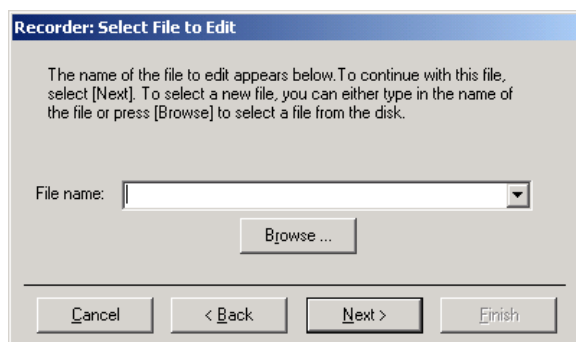 Recorder: Select File to Edit
The name of the file to edit appears below.To continue with this file,
select [Next]. To select a new file, you can either type in the name of
the file or press [Browse] to select a file from the disk.
File name:
Browse ...
Cancel
< Back
Next >
Finish